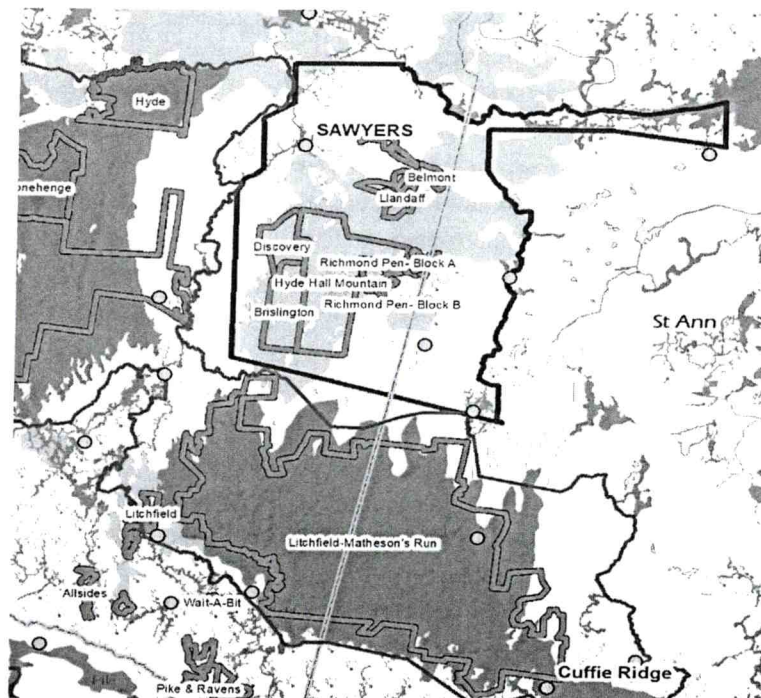 Hyde
SAWYERS
Belmont
onehenge
Llandaff
Discovery
Richmond Pen- Block A
Hyde Hall Mountain
Richmond Pen- Block B
Brislington
St Ann
Litchfield
Litchfield-Matheson's Run
Allsides
Wait-A-Bit
Cuffie Ridge
Pike & Ravens